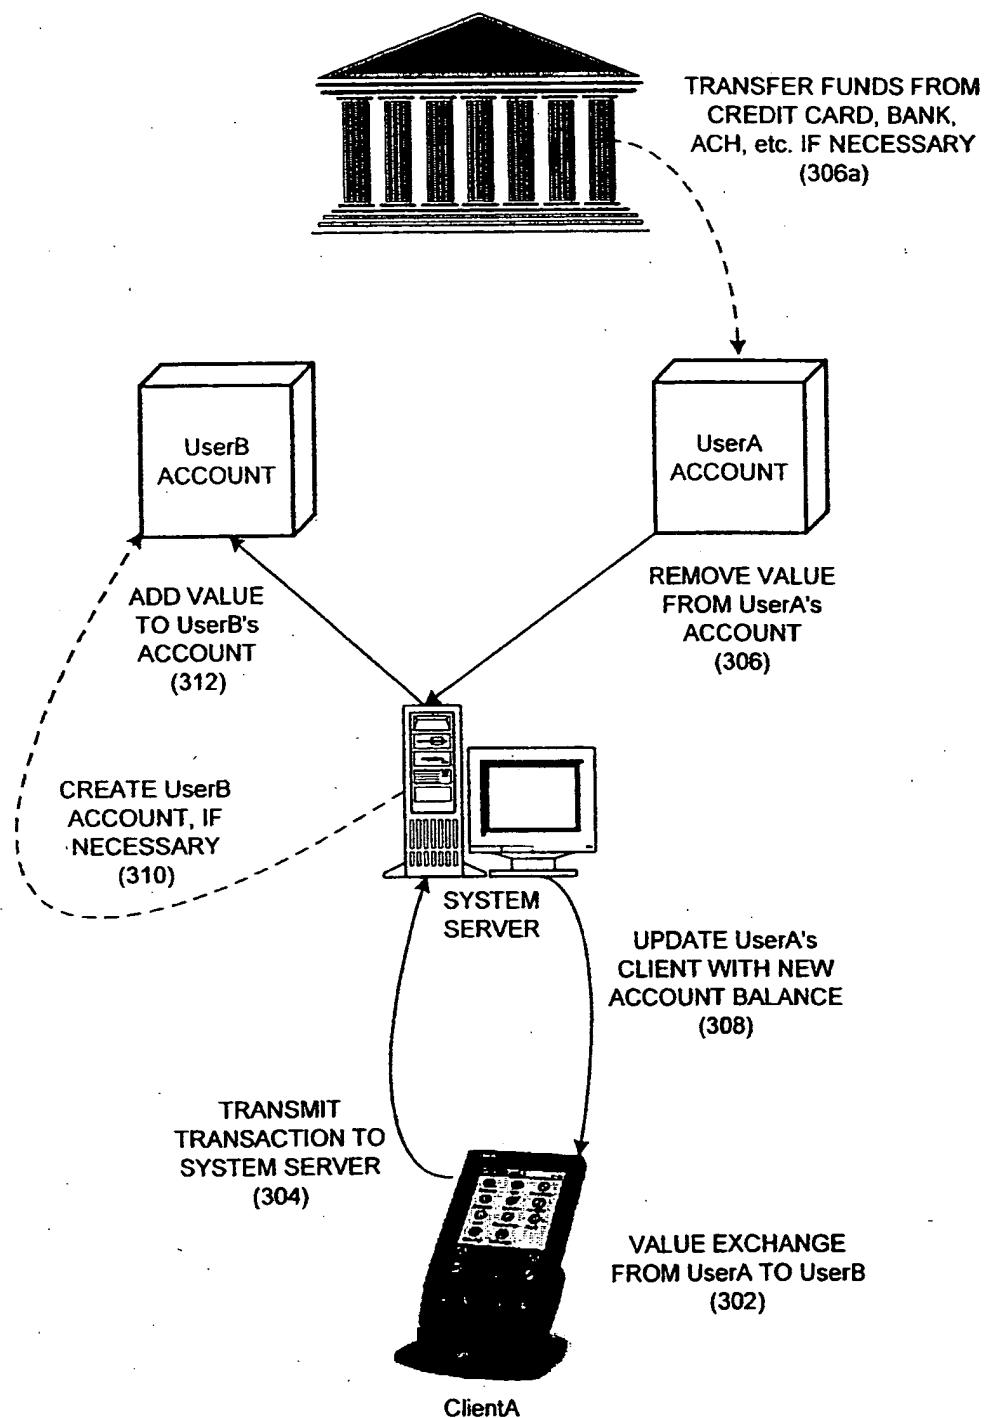 TRANSFER FUNDS FROM
CREDIT CARD, BANK,
ACH, etc. IF NECESSARY
(306a)
UserB
ACCOUNT
UserA
ACCOUNT
ADD VALUE
TO UserB's
ACCOUNT
(312)
REMOVE VALUE
FROM UserA's
ACCOUNT
(306)
CREATE UserB
ACCOUNT, IF
NECESSARY
(310)
SYSTEM
SERVER
UPDATE UserA's
CLIENT WITH NEW
ACCOUNT BALANCE
(308)
TRANSMIT
TRANSACTION TO
SYSTEM SERVER
(304)
VALUE EXCHANGE
FROM UserA TO UserB
(302)
ClientA